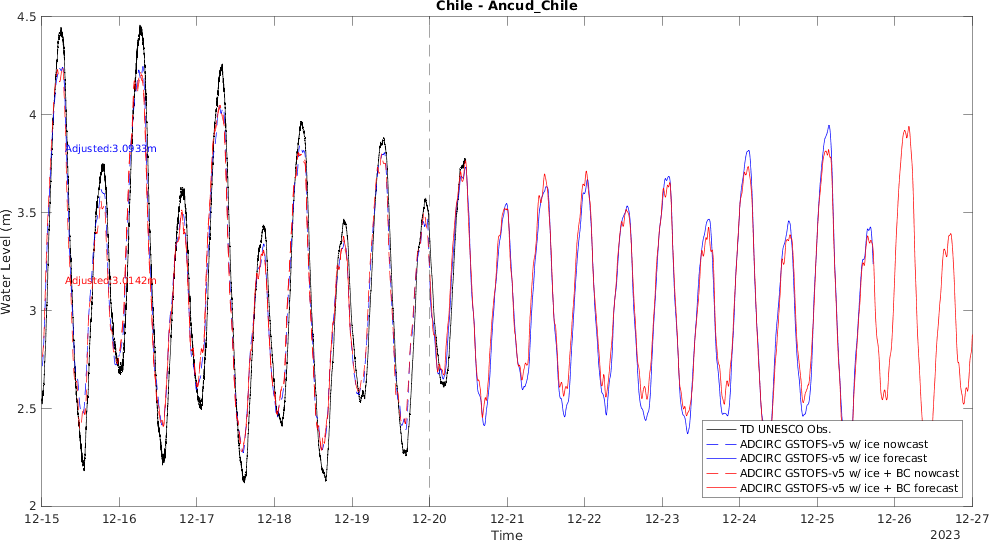 Chile - Ancud_Chile
4.5
4
3.5
3
2.5
2
Water Level (m)
Adjusted:3.0933m
Adjusted:3.0142m
TD UNESCO Obs.
ADCIRC GSTOFS-v5 w/ ice nowcast
ADCIRC GSTOFS-v5 w/ ice forecast
ADCIRC GSTOFS-v5 w/ ice + BC nowcast
ADCIRC GSTOFS-v5 w/ ice + BC forecast
12-15 12-16 12-17 12-18 12-19 12-20 12-21 12-22 12-23 12-24 12-25 12-26 12-27
Time
2023